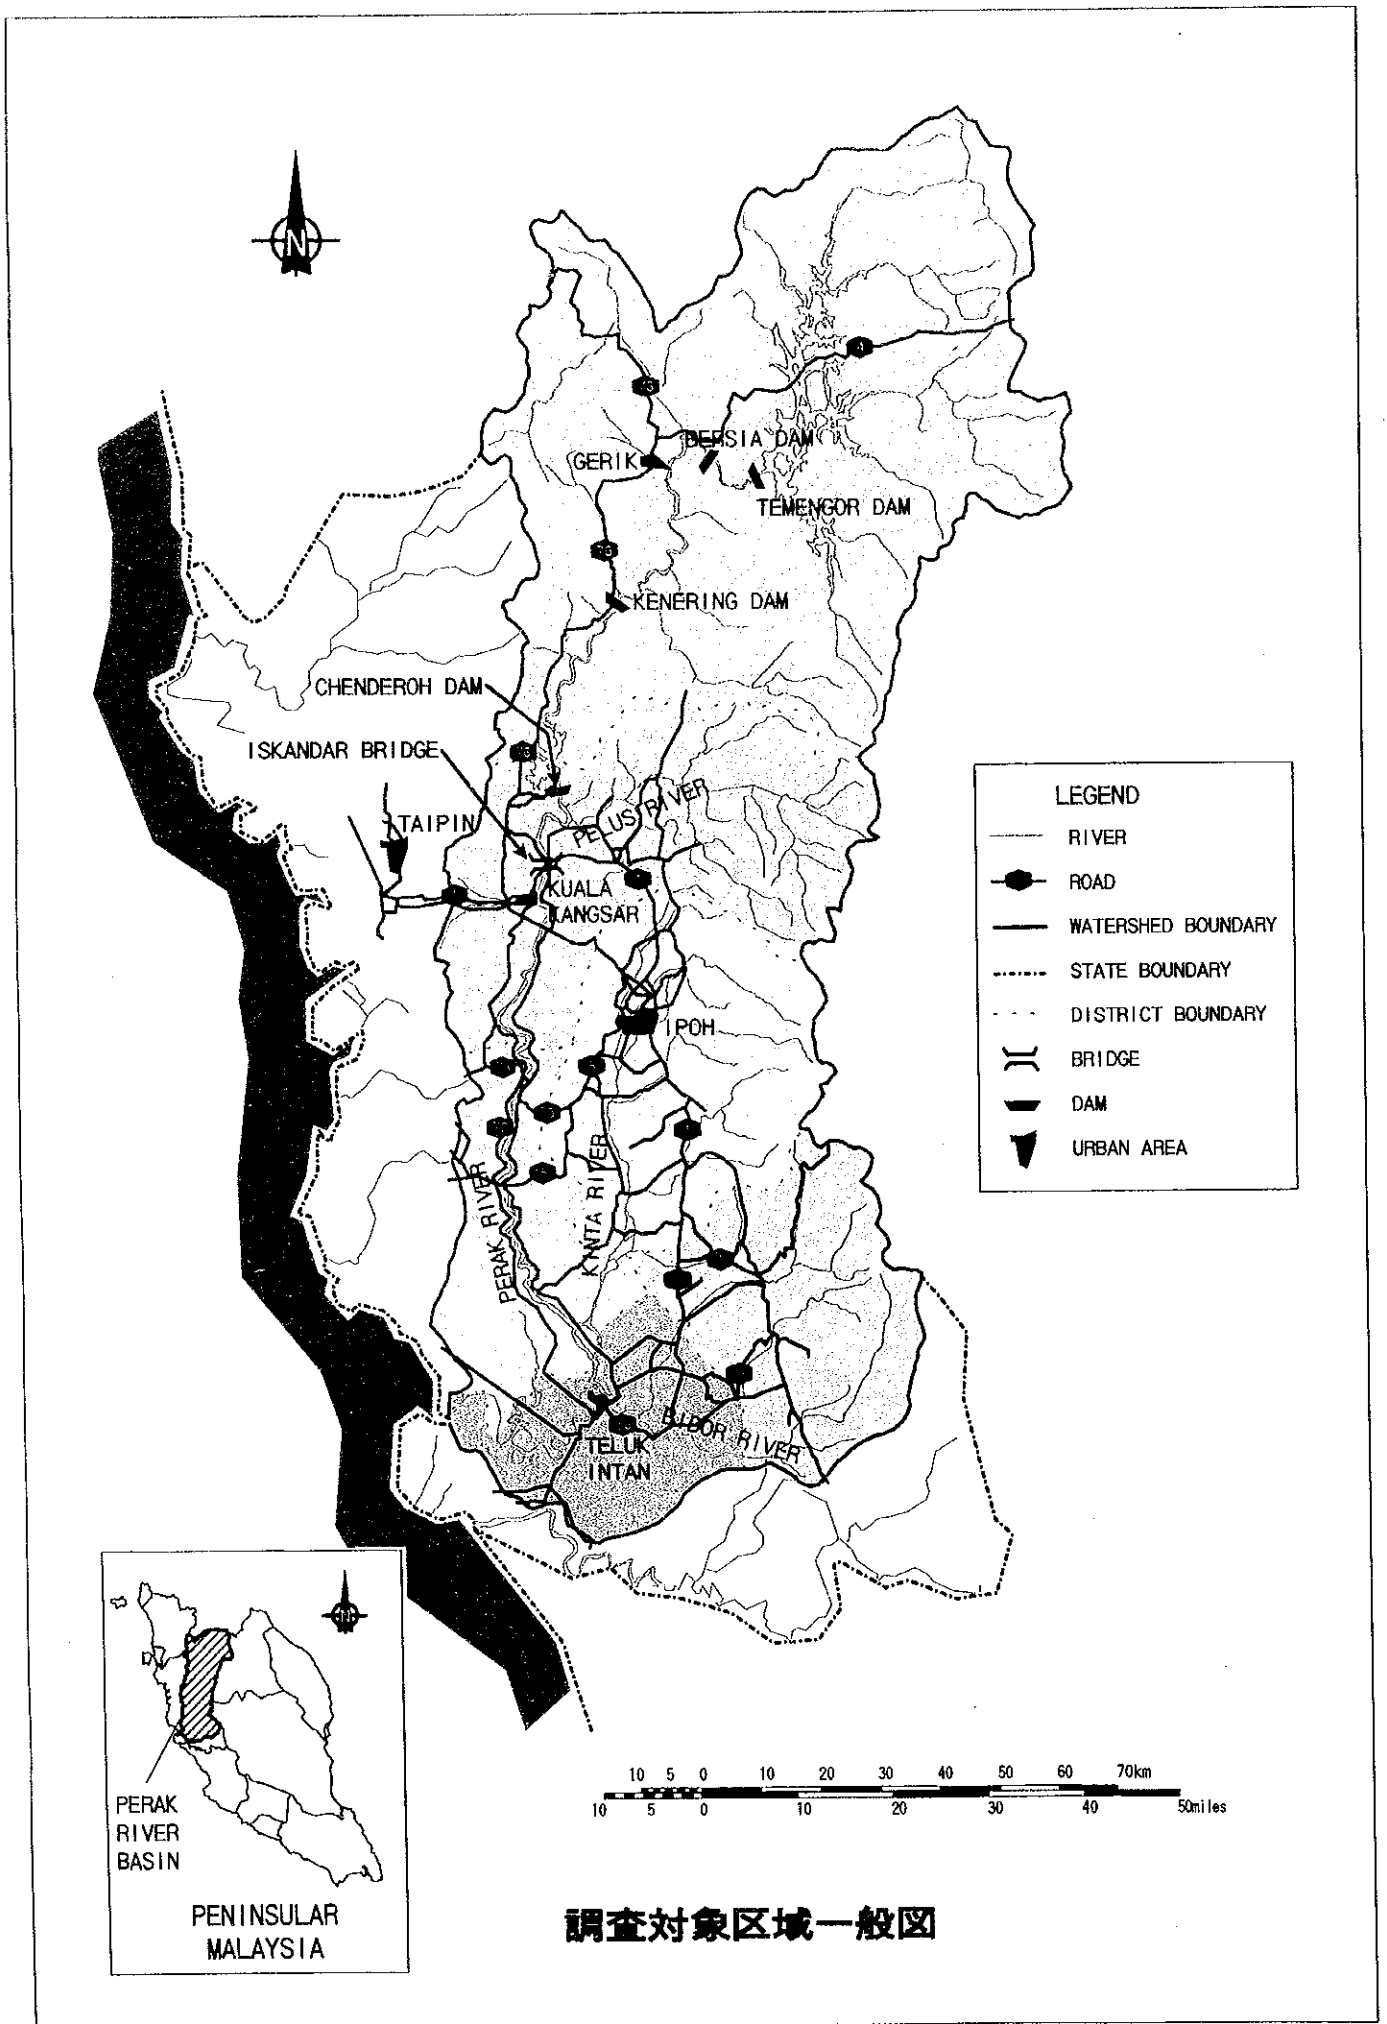 N
4
BERSIA DAM
GERIK
TEMENGOR DAM
KENERING DAM
CHENDEROH DAM
ISKANDAR BRIDGE
TAIPIN
PELUS RIVER
KUALA
KANGSAR
IPOH
PERAK RIVER
KINTA RIVER
BIDOR RIVER
TELUK
INTAN
LEGEND
RIVER
ROAD
WATERSHED BOUNDARY
STATE BOUNDARY
DISTRICT BOUNDARY
BRIDGE
DAM
URBAN AREA
PERAK
RIVER
BASIN
PENINSULAR
MALAYSIA
10 5 0 10 20 30 40 50 60 70km
10 5 0 10 20 30 40 50miles
調査対象区域一般図